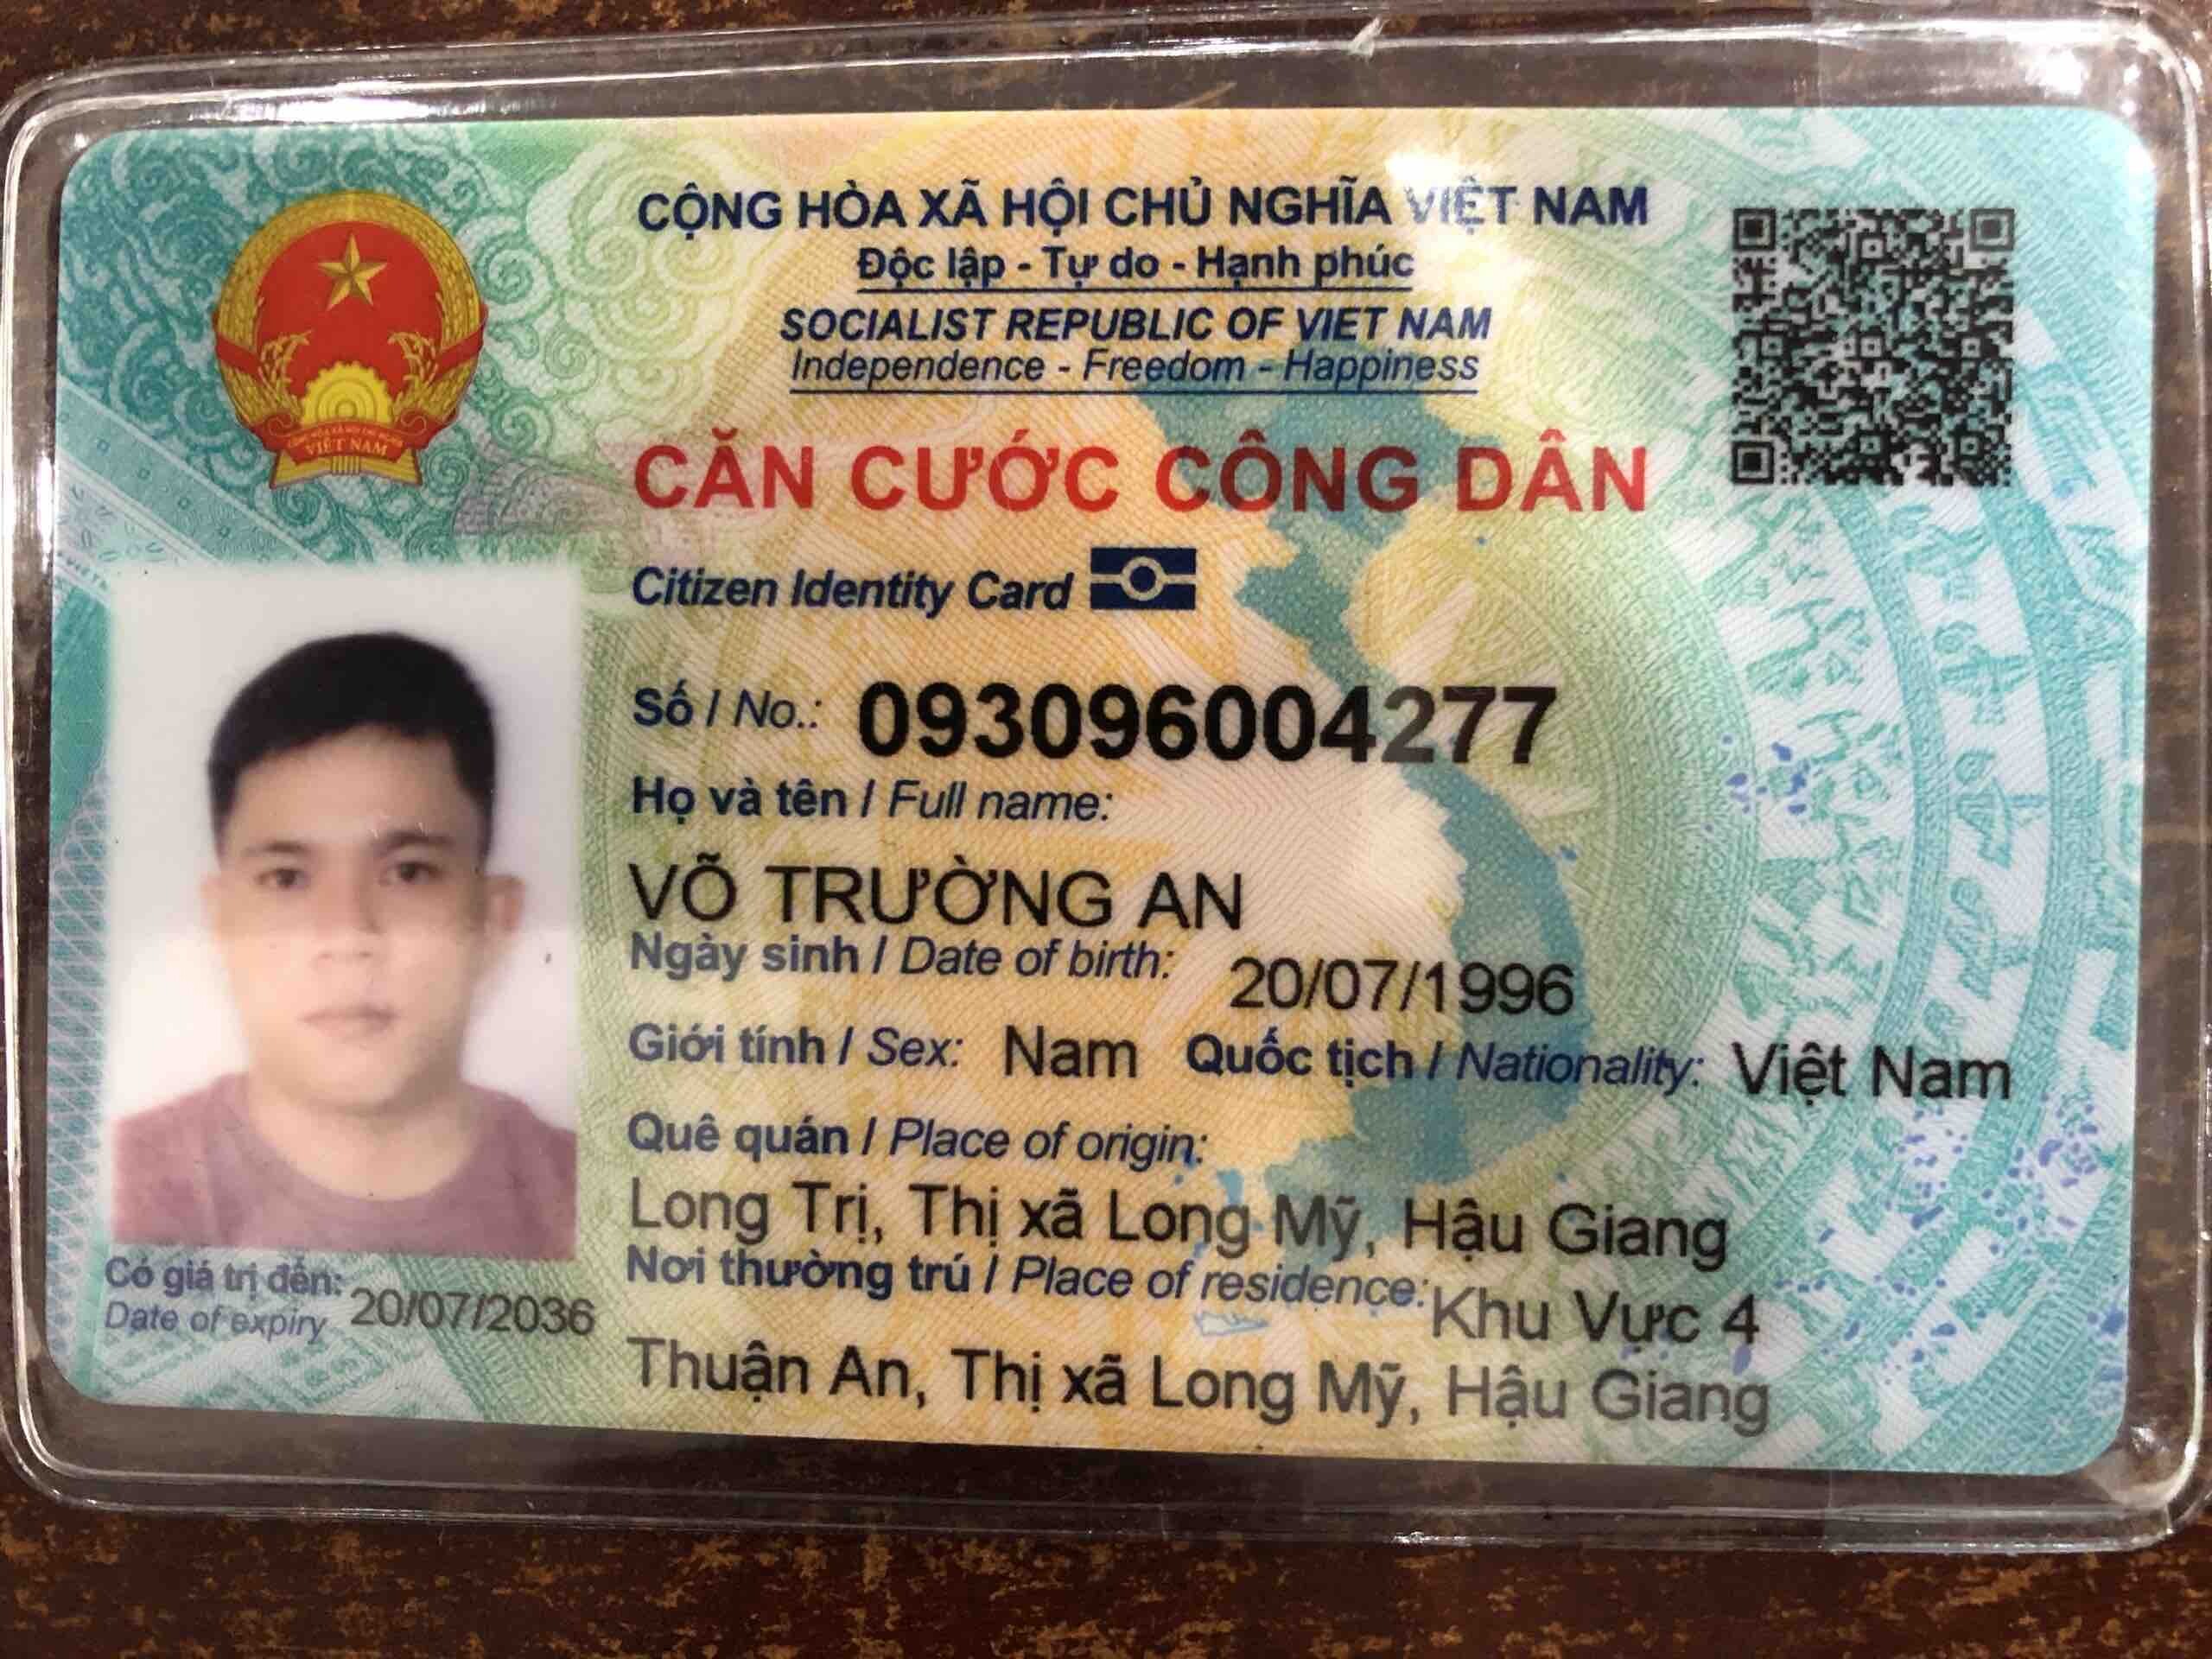 CỘNG HÒA XÃ HỘI CHỦ NGHĨA VIỆT NAM
Độc lập - Tự do - Hạnh phúc
SOCIALIST REPUBLIC OF VIET NAM
Independence - Freedom - Happiness
VIỆT NAM
CĂN CƯỚC CÔNG DÂN
Citizen Identity Card
Số / No.: 093096004277
Họ và tên / Full name:
VÕ TRƯỜNG AN
Ngày sinh / Date of birth: 20/07/1996
Giới tính / Sex: Nam Quốc tịch / Nationality: Việt Nam
Quê quán / Place of origin:
Long Trị, Thị xã Long Mỹ, Hậu Giang
Nơi thường trú / Place of residence: Khu Vực 4
Thuận An, Thị xã Long Mỹ, Hậu Giang
Có giá trị đến: 20/07/2036
Date of expiry